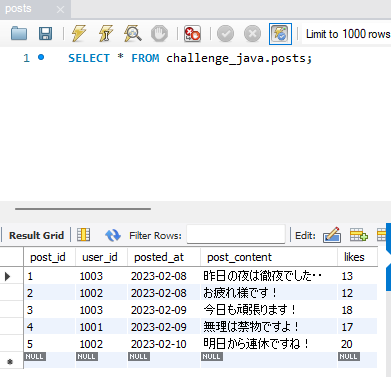 posts
Limit to 1000 rows
1 SELECT * FROM challenge_java.posts;
Result Grid Filter Rows: Edit:
post_id user_id posted_at post_content likes
1 1003 2023-02-08 昨日の夜は徹夜でした・・ 13
2 1002 2023-02-08 お疲れ様です！ 12
3 1003 2023-02-09 今日も頑張ります！ 18
4 1001 2023-02-09 無理は禁物ですよ！ 17
5 1002 2023-02-10 明日から連休ですね！ 20
NULL NULL NULL NULL NULL